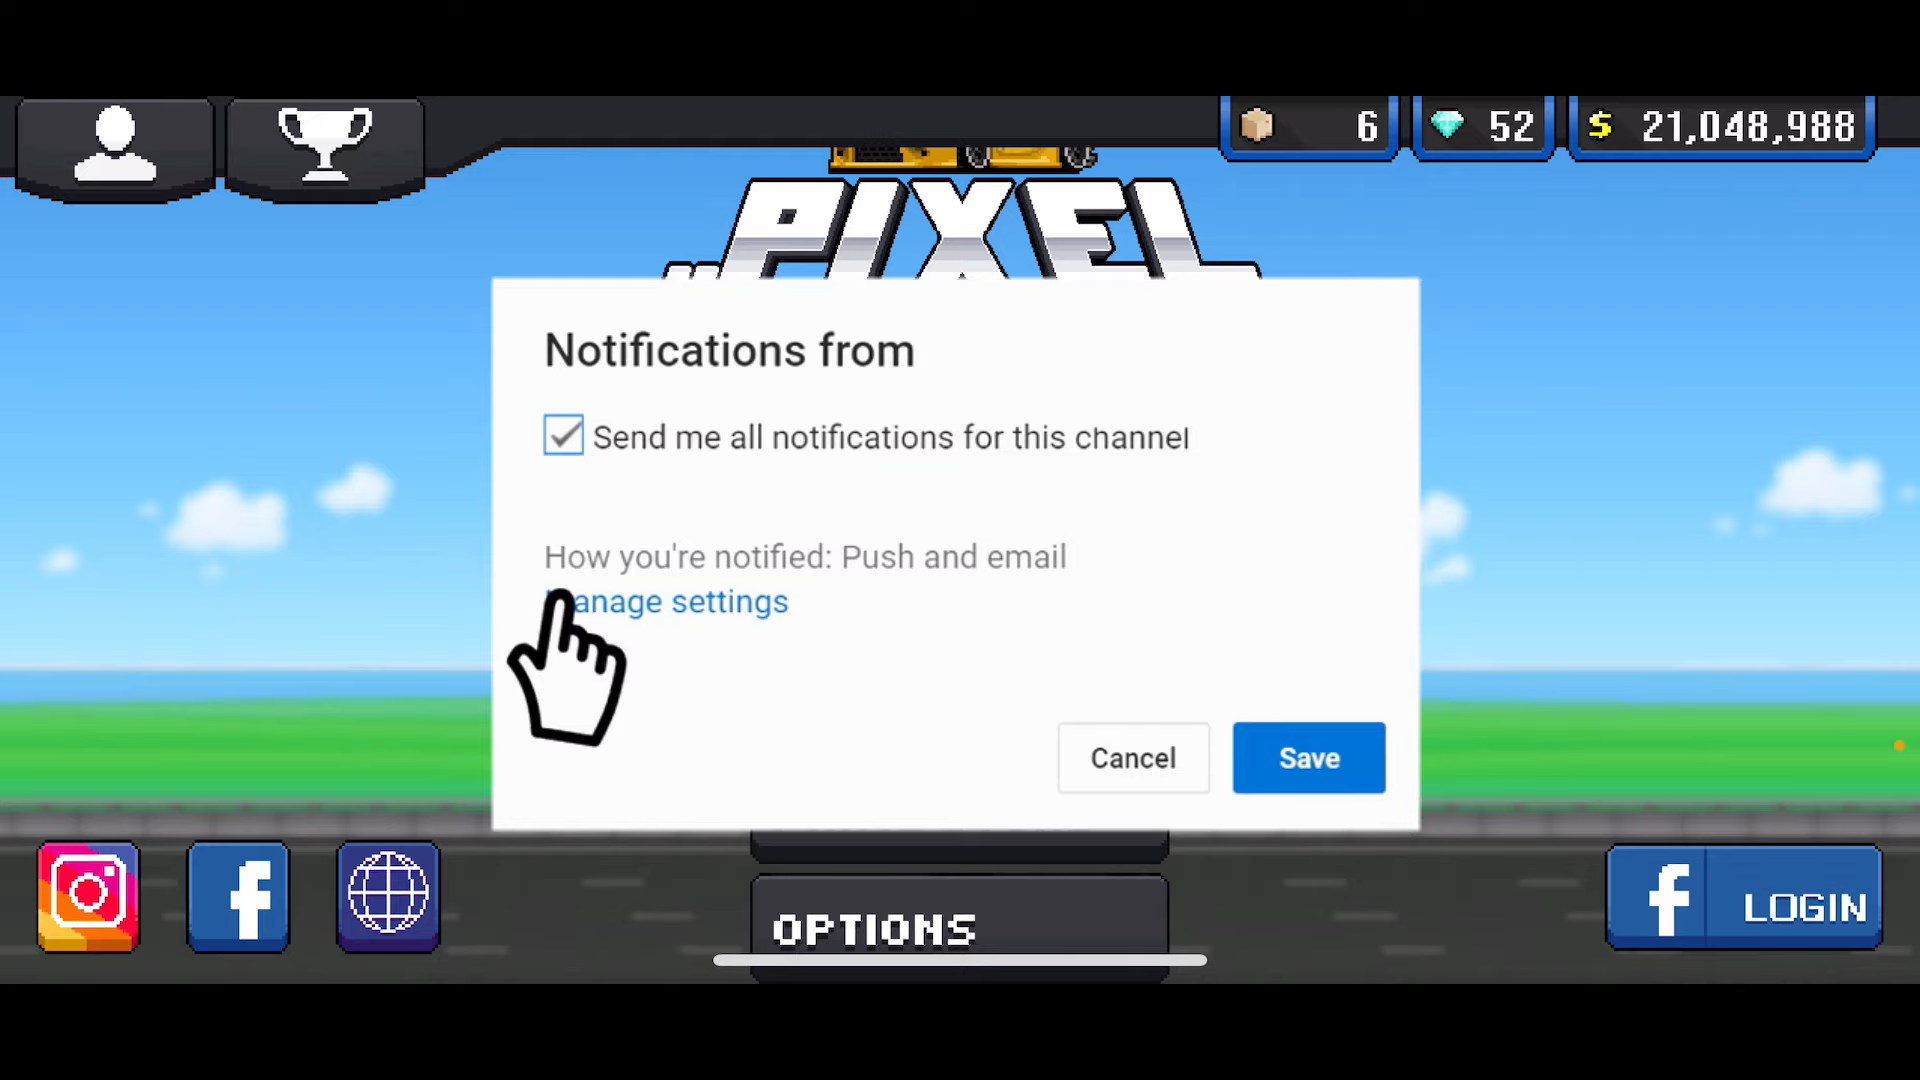 6
52
$ 21,048,988
PIXEL
Notifications from
Send me all notifications for this channel
How you're notified: Push and email
anage settings
Cancel
Save
OPTIONS
LOGIN